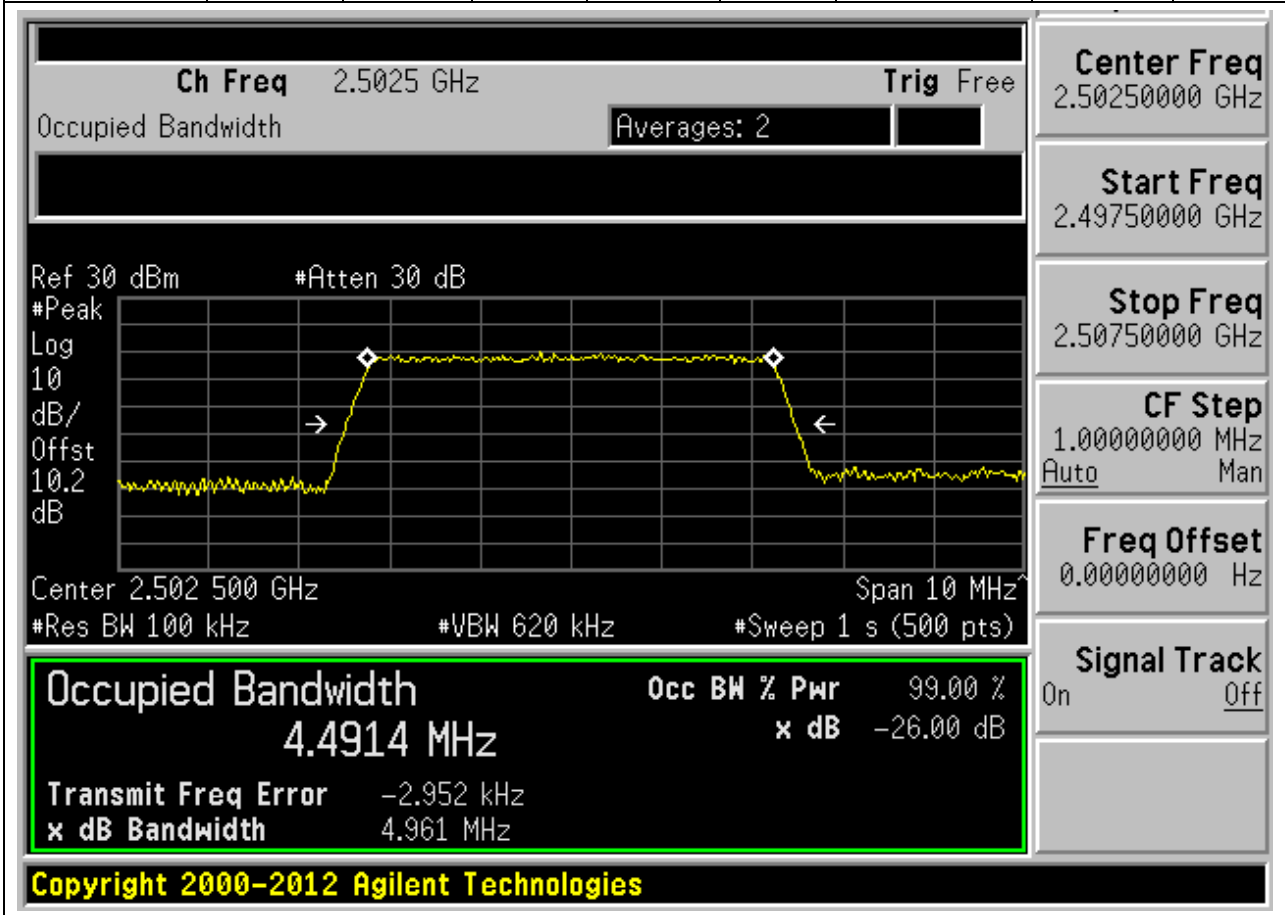 Ch Freq 2.5025 GHz Trig Free
Occupied Bandwidth Averages: 2
Ref 30 dBm #Atten 30 dB
#Peak
Log
10
dB/
Offst
10.2
dB
Center 2.502 500 GHz Span 10 MHz^
#Res BW 100 kHz #VBW 620 kHz #Sweep 1 s (500 pts)
Occupied Bandwidth Occ BW % Pwr 99.00 %
4.4914 MHz x dB -26.00 dB
Transmit Freq Error -2.952 kHz
x dB Bandwidth 4.961 MHz
Center Freq
2.50250000 GHz
Start Freq
2.49750000 GHz
Stop Freq
2.50750000 GHz
CF Step
1.00000000 MHz
Auto Man
Freq Offset
0.00000000 Hz
Signal Track
On Off
Copyright 2000-2012 Agilent Technologies